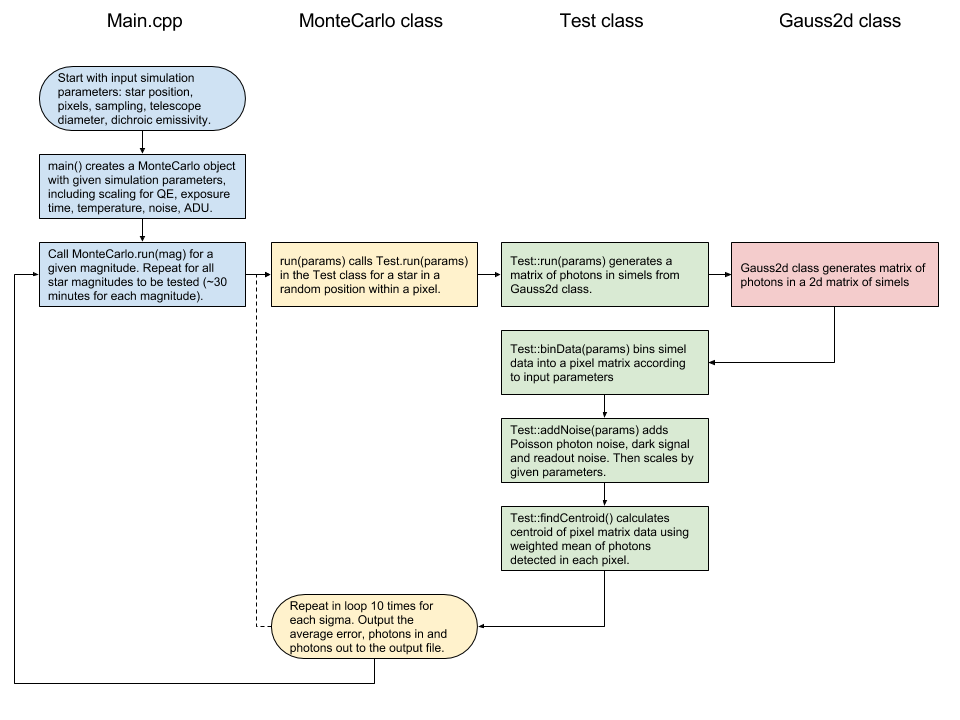 Main.cpp
MonteCarlo class
Test class
Gauss2d class
Start with input simulation
parameters: star position,
pixels, sampling, telescope
diameter, dichroic emissivity.
main() creates a MonteCarlo object
with given simulation parameters,
including scaling for QE, exposure
time, temperature, noise, ADU.
Call MonteCarlo.run(mag) for a
given magnitude. Repeat for all
star magnitudes to be tested (~30
minutes for each magnitude).
run(params) calls Test.run(params)
in the Test class for a star in a
random position within a pixel.
Test::run(params) generates a
matrix of photons in simels from
Gauss2d class.
Gauss2d class generates matrix of
photons in a 2d matrix of simels
Test::binData(params) bins simel
data into a pixel matrix according
to input parameters
Test::addNoise(params) adds
Poisson photon noise, dark signal
and readout noise. Then scales by
given parameters.
Test::findCentroid() calculates
centroid of pixel matrix data using
weighted mean of photons
detected in each pixel.
Repeat in loop 10 times for
each sigma. Output the
average error, photons in and
photons out to the output file.